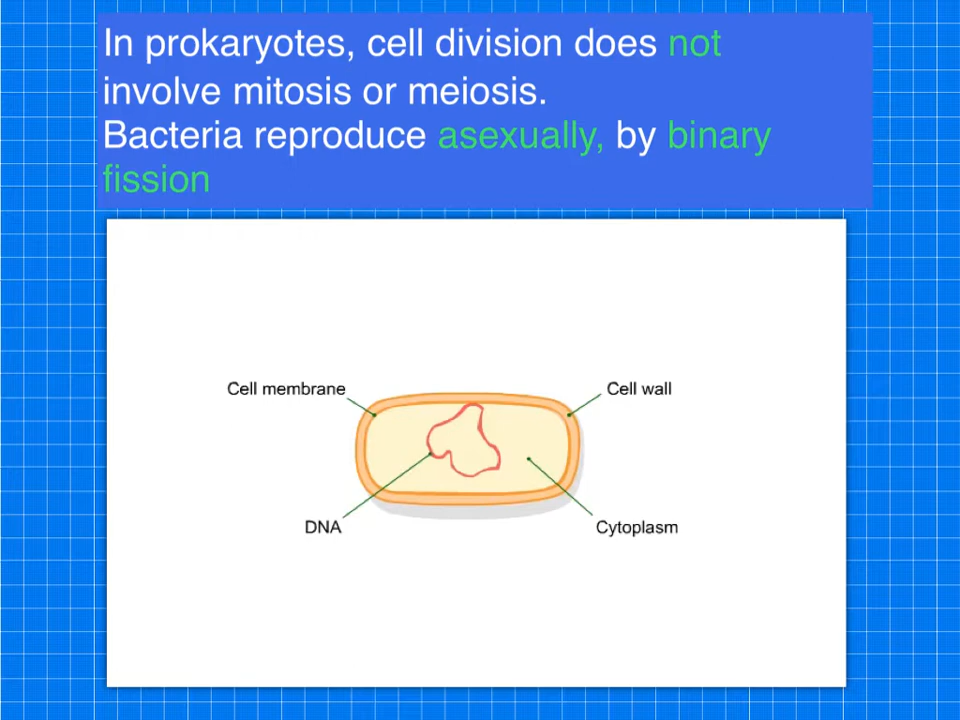 In prokaryotes, cell division does not
involve mitosis or meiosis.
Bacteria reproduce asexually, by binary
fission
Cell membrane
Cell wall
DNA
Cytoplasm